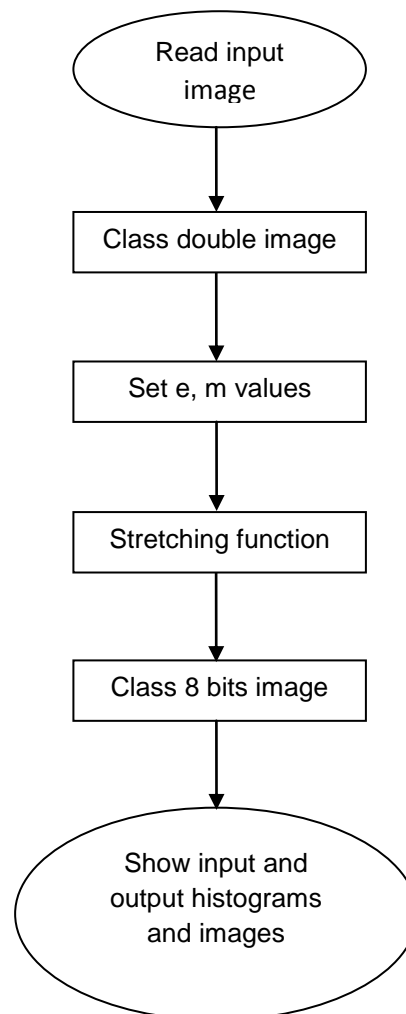 Read input
image
Class double image
Set e, m values
Stretching function
Class 8 bits image
Show input and
output histograms
and images